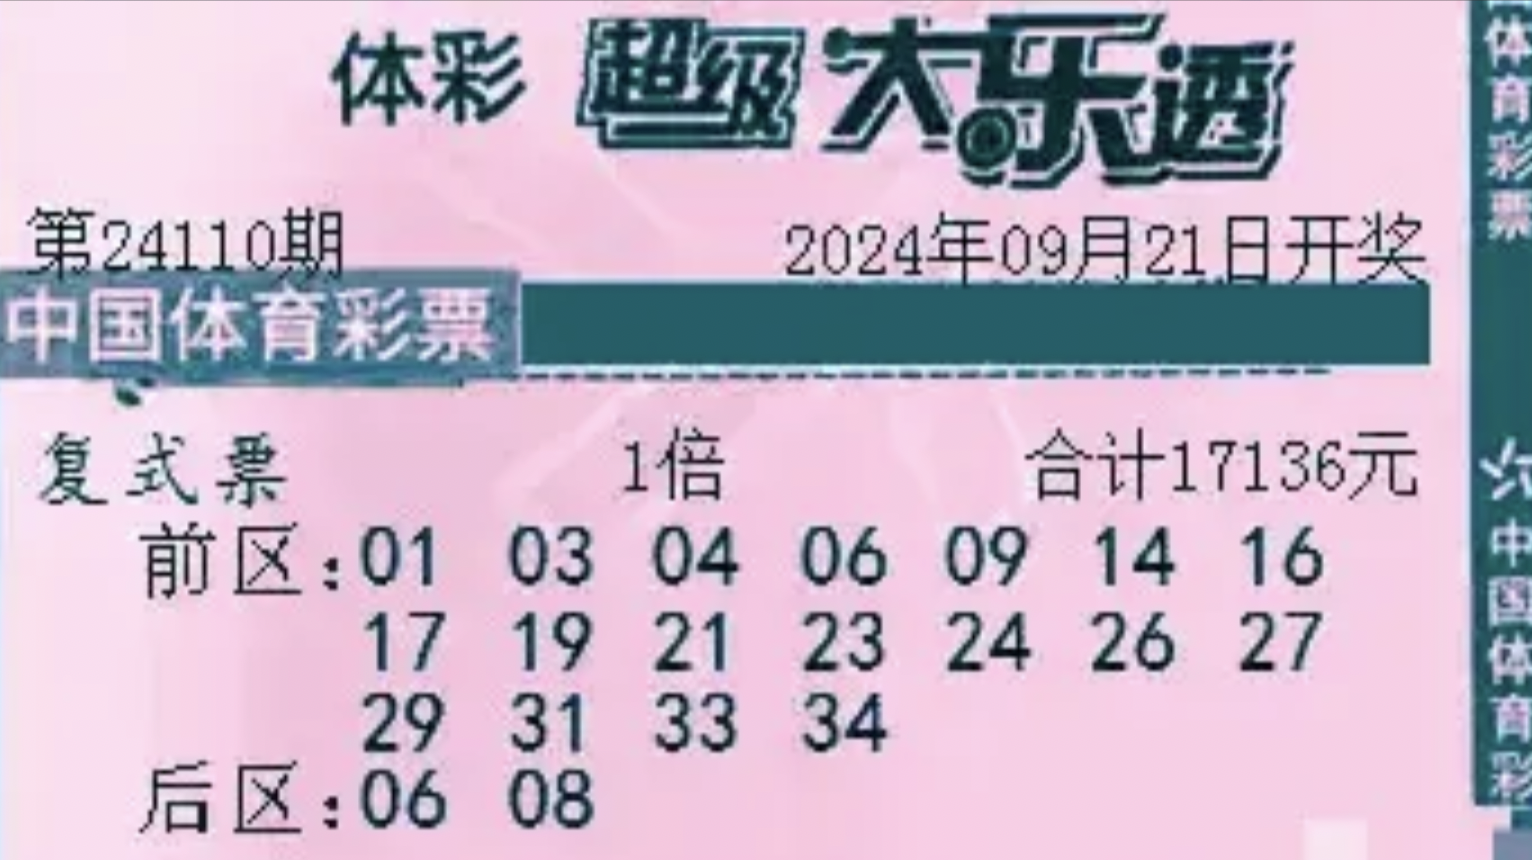 体彩 超级大乐透
第24110期 2024年09月21日开奖
中国体育彩票
复式票 1倍 合计17136元
前区:01 03 04 06 09 14 16
17 19 21 23 24 26 27
29 31 33 34
后区:06 08
体育彩票
中国体育彩